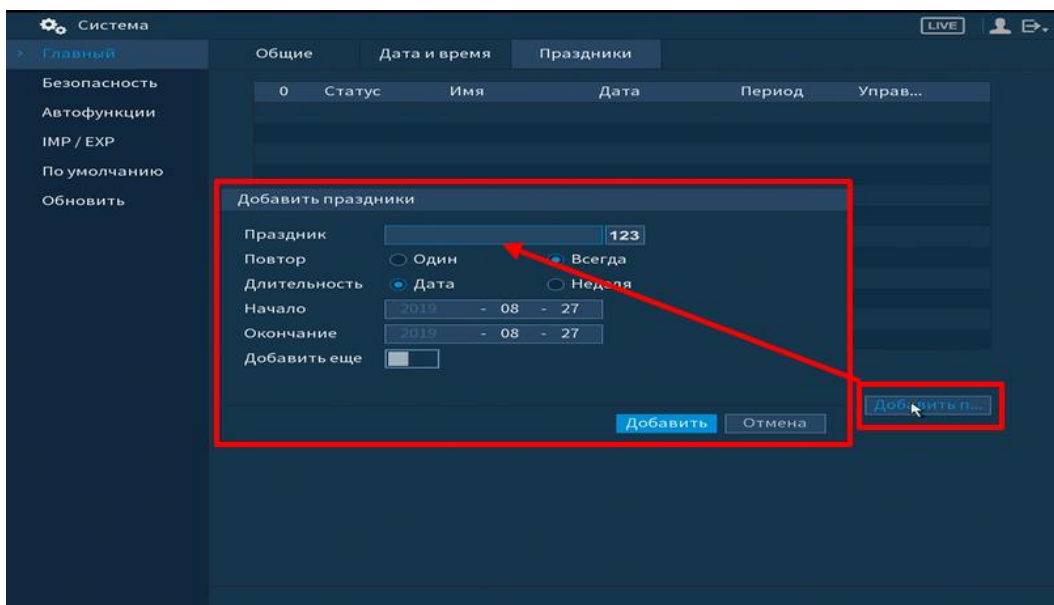 Система LIVE
Главный Общие Дата и время Праздники
Безопасность
0 Статус Имя Дата Период Управ...
Автофункции
IMP / EXP
По умолчанию
Обновить
Добавить праздники
Праздник 123
Повтор Один Всегда
Длительность Дата Неделя
Начало 2019 - 08 - 27
Окончание 2019 - 08 - 27
Добавить еще
Добавить п...
Добавить Отмена